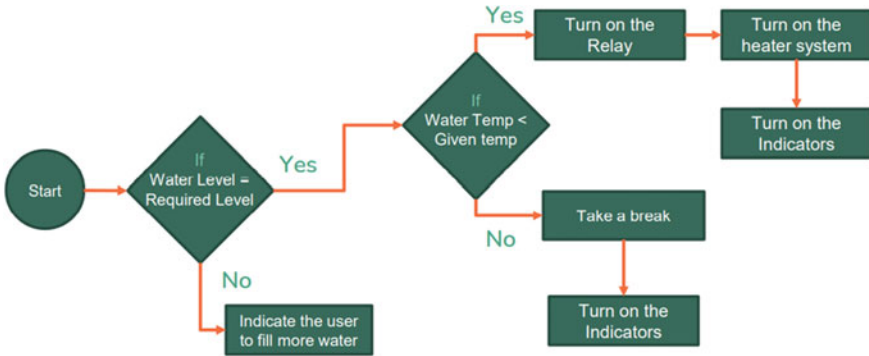 Start
If
Water Level =
Required Level
Yes
No
Indicate the user
to fill more water
If
Water Temp <
Given temp
Yes
Turn on the
Relay
Turn on the
heater system
Turn on the
Indicators
No
Take a break
Turn on the
Indicators